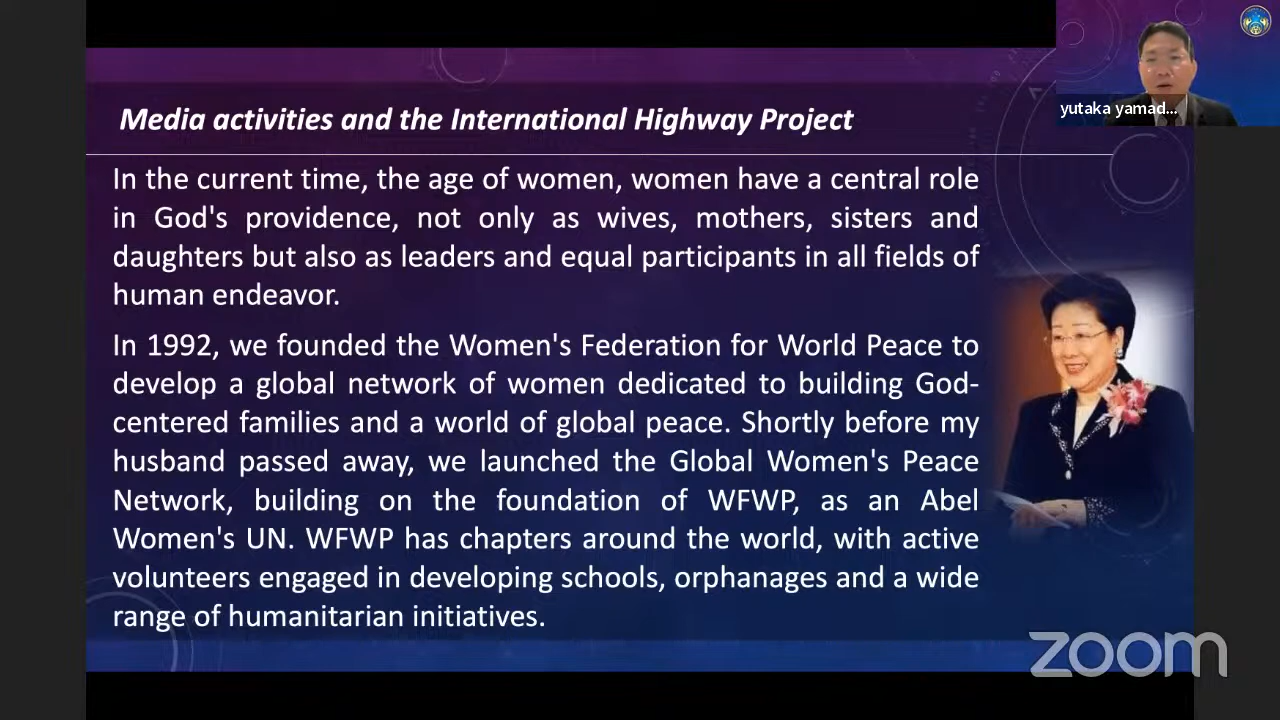 yutaka yamad...
Media activities and the International Highway Project
In the current time, the age of women, women have a central role
in God's providence, not only as wives, mothers, sisters and
daughters but also as leaders and equal participants in all fields of
human endeavor.
In 1992, we founded the Women's Federation for World Peace to
develop a global network of women dedicated to building God-
centered families and a world of global peace. Shortly before my
husband passed away, we launched the Global Women's Peace
Network, building on the foundation of WFWP, as an Abel
Women's UN. WFWP has chapters around the world, with active
volunteers engaged in developing schools, orphanages and a wide
range of humanitarian initiatives.
zoom